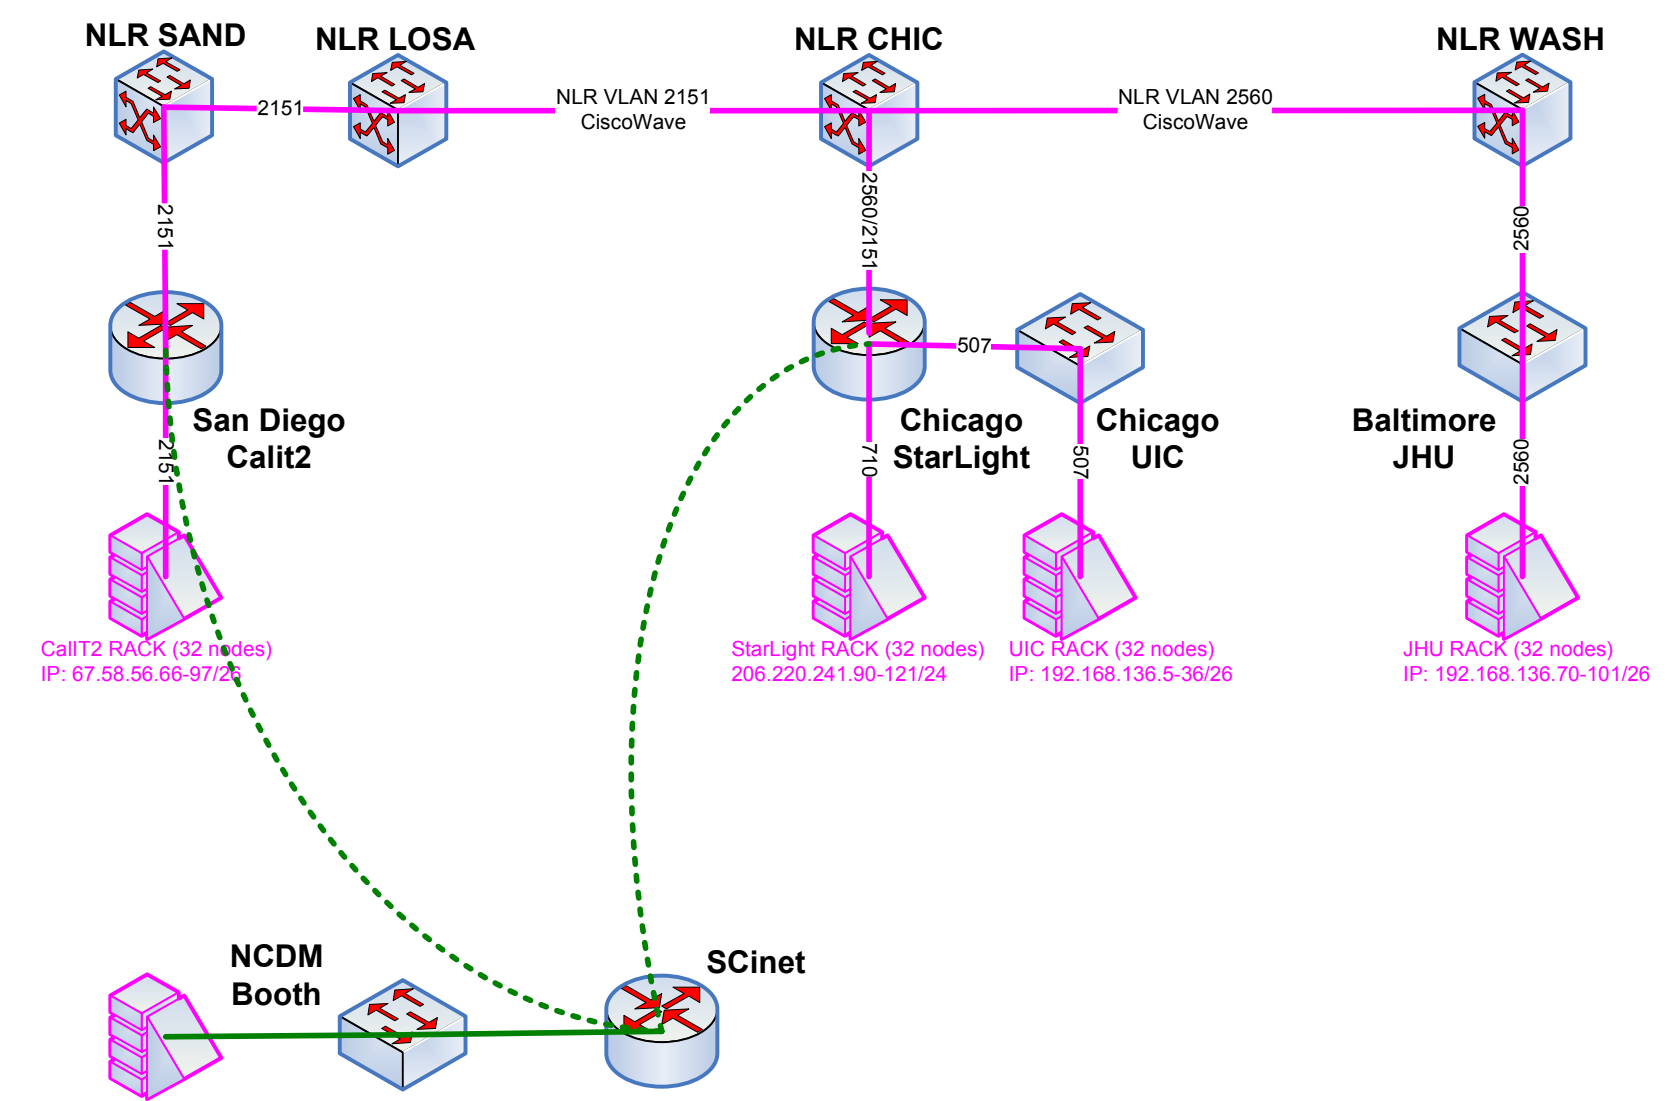 NLR SAND
NLR LOSA
NLR CHIC
NLR WASH
2151
NLR VLAN 2151
CiscoWave
NLR VLAN 2560
CiscoWave
2151
2560/2151
2560
507
San Diego
Calit2
Chicago
StarLight
Chicago
UIC
Baltimore
JHU
2151
710
507
2560
CalIT2 RACK (32 nodes)
IP: 67.58.56.66-97/26
StarLight RACK (32 nodes)
206.220.241.90-121/24
UIC RACK (32 nodes)
IP: 192.168.136.5-36/26
JHU RACK (32 nodes)
IP: 192.168.136.70-101/26
NCDM
Booth
SCinet